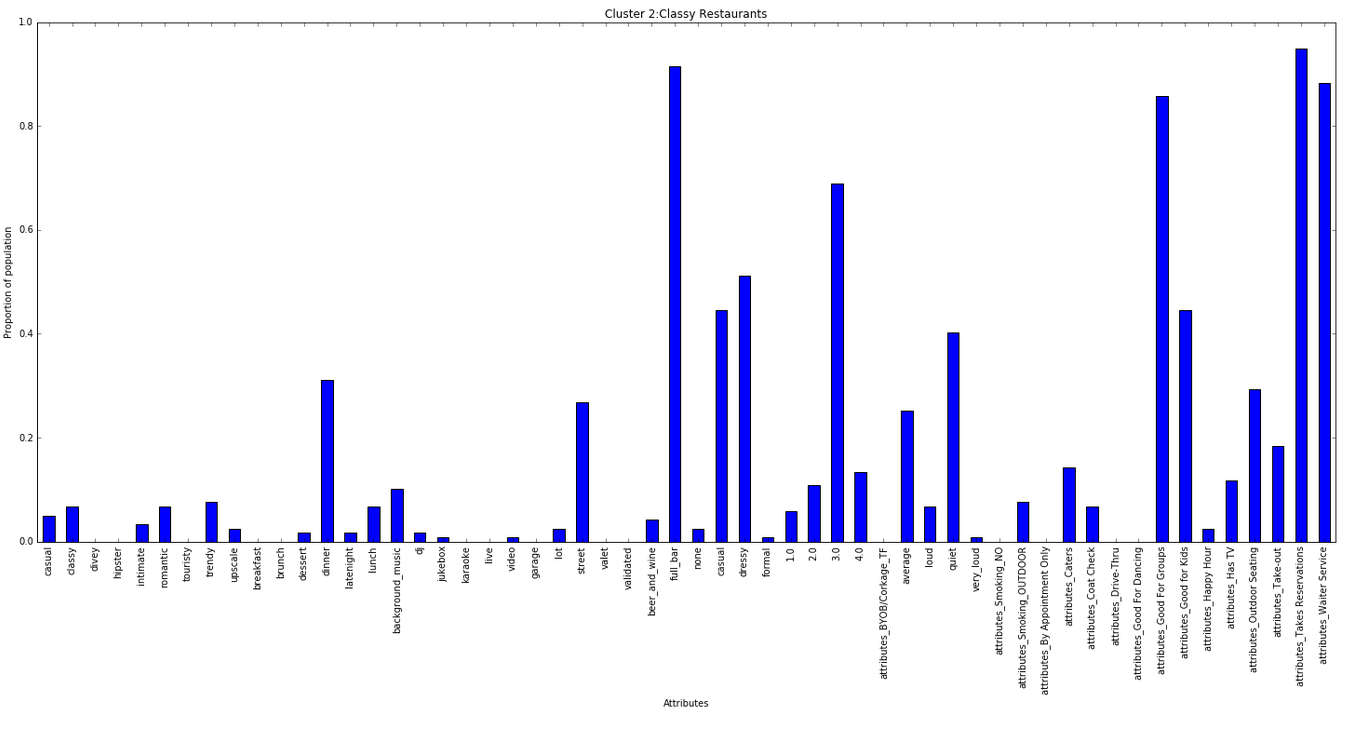 Cluster 2:Classy Restaurants
Proportion of population
1.0
0.8
0.6
0.4
0.2
0.0
casual
classy
divey
hipster
intimate
romantic
touristy
trendy
upscale
breakfast
brunch
dessert
dinner
latenight
lunch
background_music
dj
jukebox
karaoke
live
video
garage
lot
street
valet
validated
beer_and_wine
full_bar
none
casual
dressy
formal
1.0
2.0
3.0
4.0
attributes_BYOB/Corkage_TF
average
loud
quiet
very_loud
attributes_Smoking_NO
attributes_Smoking_OUTDOOR
attributes_By Appointment Only
attributes_Caters
attributes_Coat Check
attributes_Drive-Thru
attributes_Good For Dancing
attributes_Good For Groups
attributes_Good for Kids
attributes_Happy Hour
attributes_Has TV
attributes_Outdoor Seating
attributes_Take-out
attributes_Takes Reservations
attributes_Waiter Service
Attributes